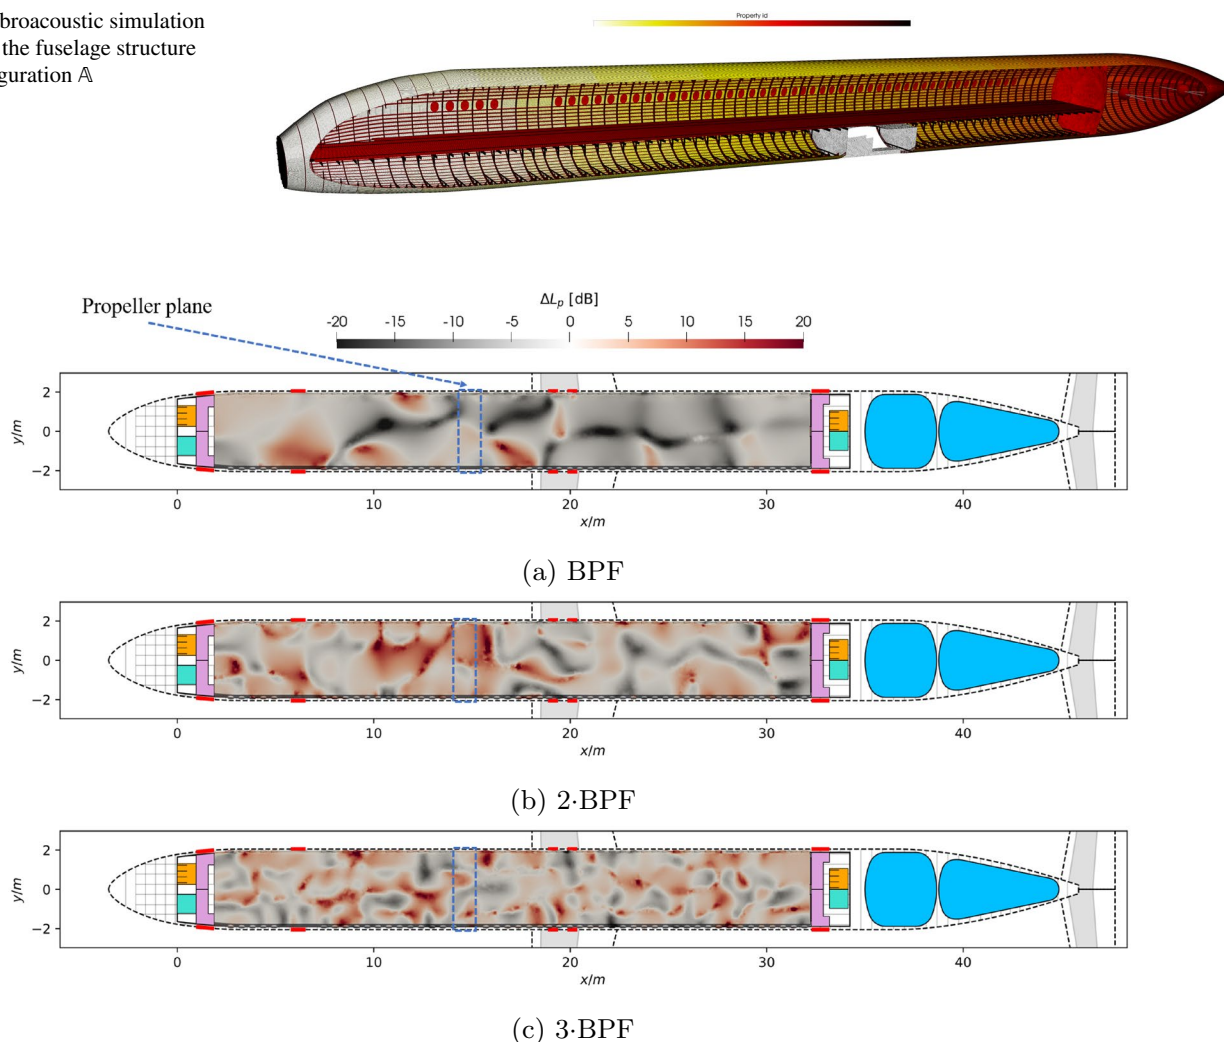 broacoustic simulation
the fuselage structure
guration 𝔸
Property Id
Propeller plane
ΔLp [dB]
-20 -15 -10 -5 0 5 10 15 20
y/m
2
0
−2
0 10 20 30 40
x/m
(a) BPF
y/m
2
0
−2
0 10 20 30 40
x/m
(b) 2·BPF
y/m
2
0
−2
0 10 20 30 40
x/m
(c) 3·BPF